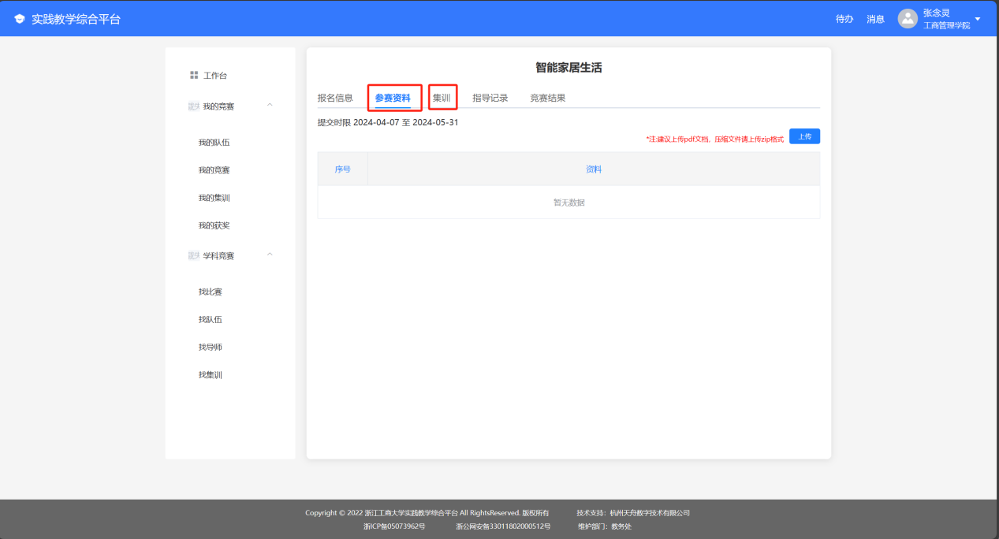 实践教学综合平台
待办 消息 张念灵
工商管理学院
工作台
我的竞赛
我的队伍
我的竞赛
我的集训
我的获奖
学科竞赛
找比赛
找队伍
找导师
找集训
智能家居生活
报名信息 参赛资料 集训 指导记录 竞赛结果
提交时限 2024-04-07 至 2024-05-31
*注:建议上传pdf文档，压缩文件请上传zip格式 上传
序号 资料
暂无数据
Copyright © 2022 浙江工商大学实践教学综合平台 All RightsReserved. 版权所有 技术支持：杭州天舟数字技术有限公司
浙ICP备05073962号 浙公网安备33011802000512号 维护部门：教务处